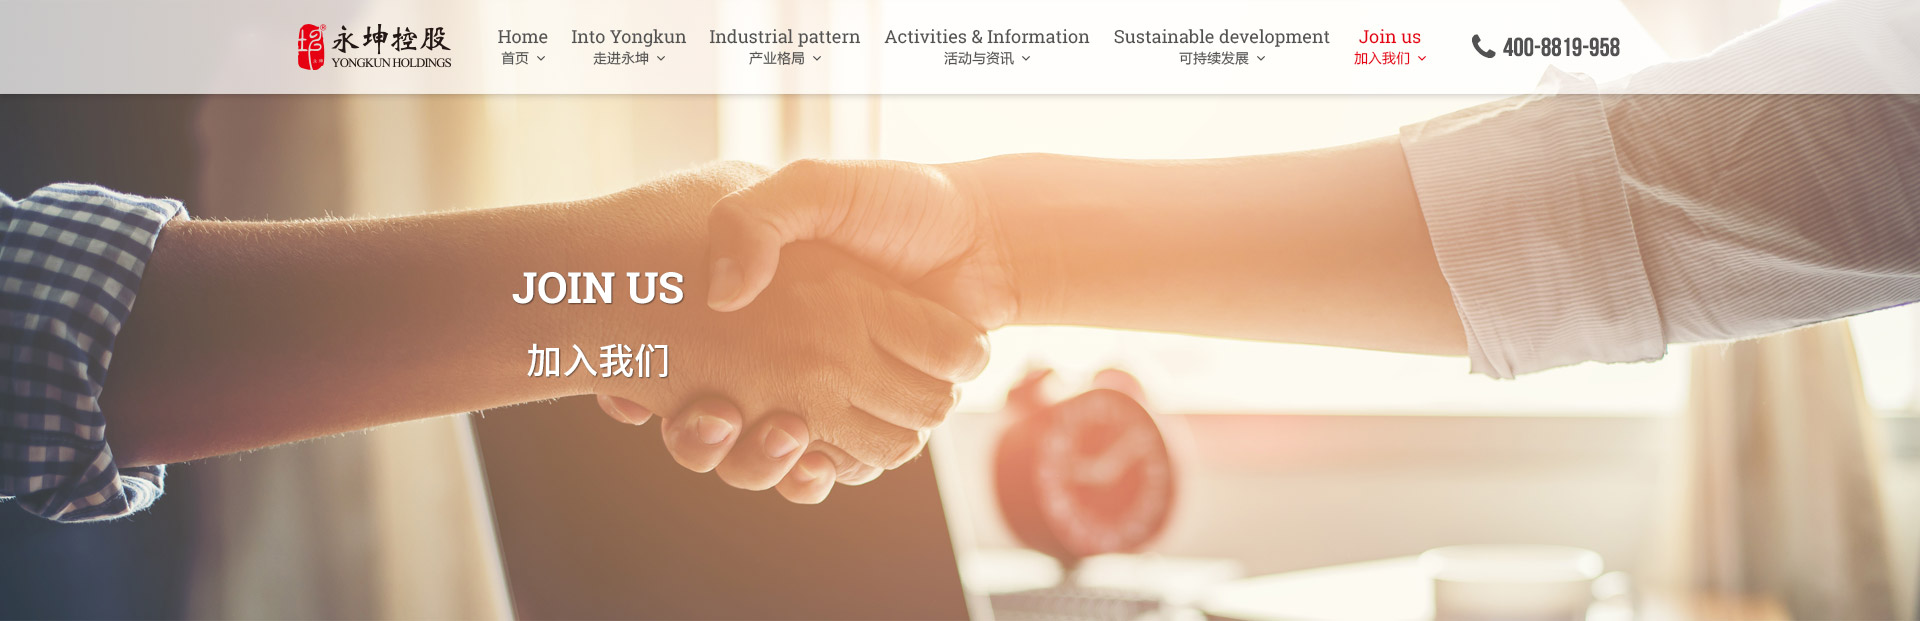 永坤控股
YONGKUN HOLDINGS
Home
首页
Into Yongkun
走进永坤
Industrial pattern
产业格局
Activities & Information
活动与资讯
Sustainable development
可持续发展
Join us
加入我们
400-8819-958
JOIN US
加入我们